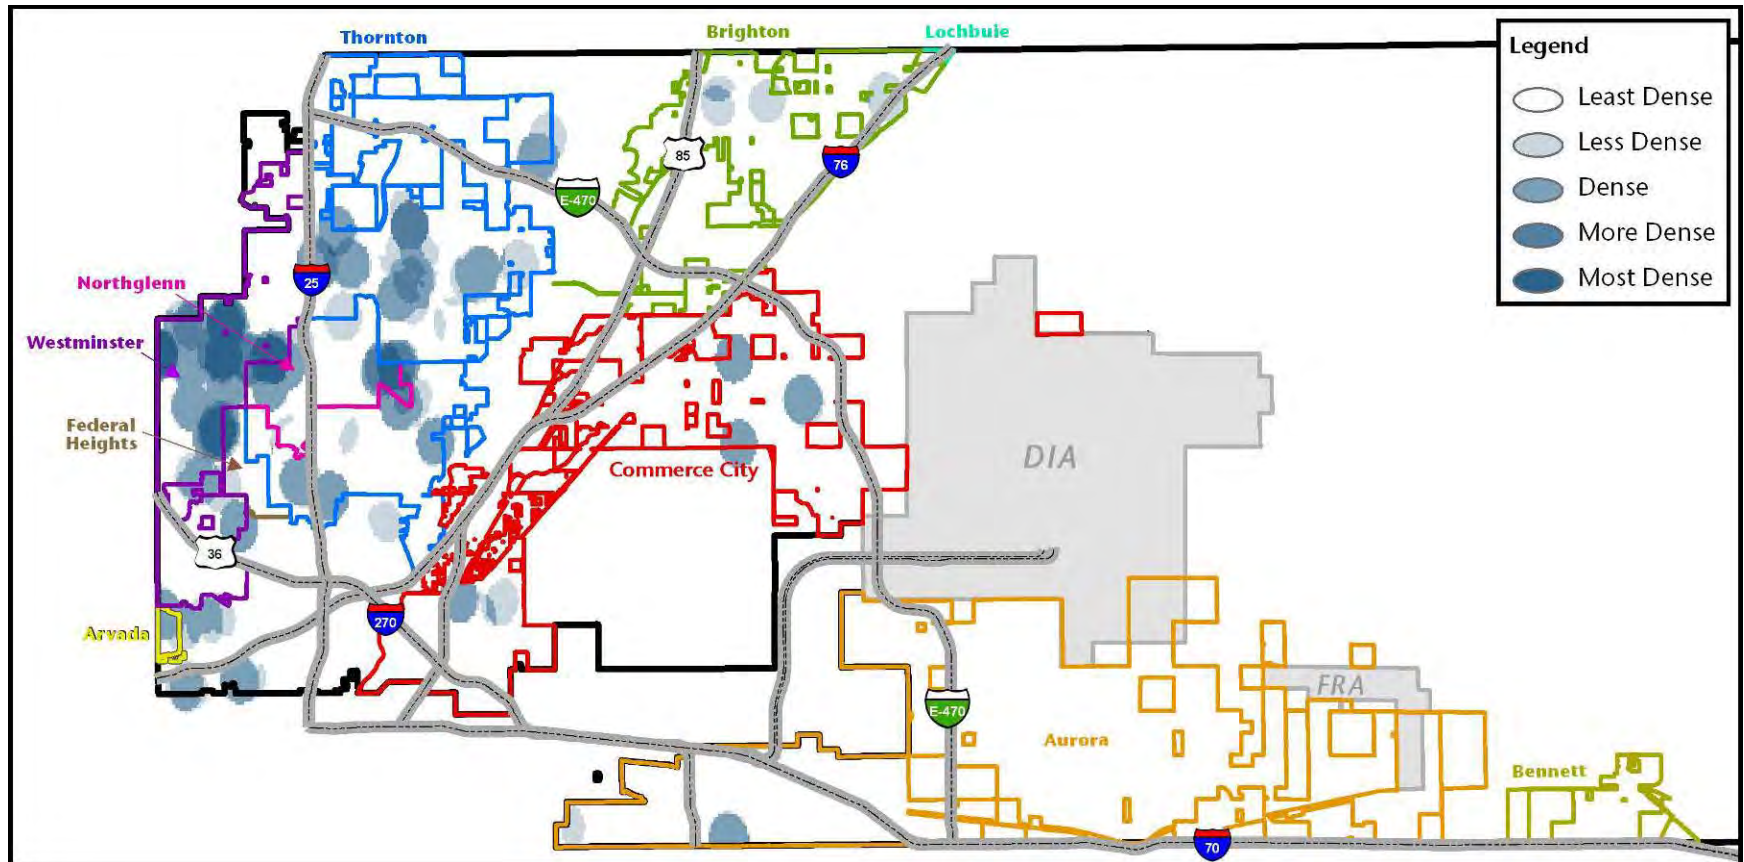 Thornton
Brighton
Lochbuie
Legend
Least Dense
Less Dense
Dense
More Dense
Most Dense
85
76
E-470
25
Northglenn
Westminster
Federal
Heights
DIA
Commerce City
36
270
Arvada
FRA
E-470
Aurora
Bennett
70